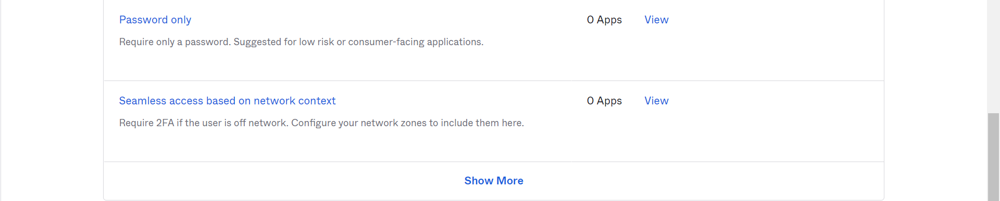 Password only 0 Apps View
Require only a password. Suggested for low risk or consumer-facing applications.
Seamless access based on network context 0 Apps View
Require 2FA if the user is off network. Configure your network zones to include them here.
Show More